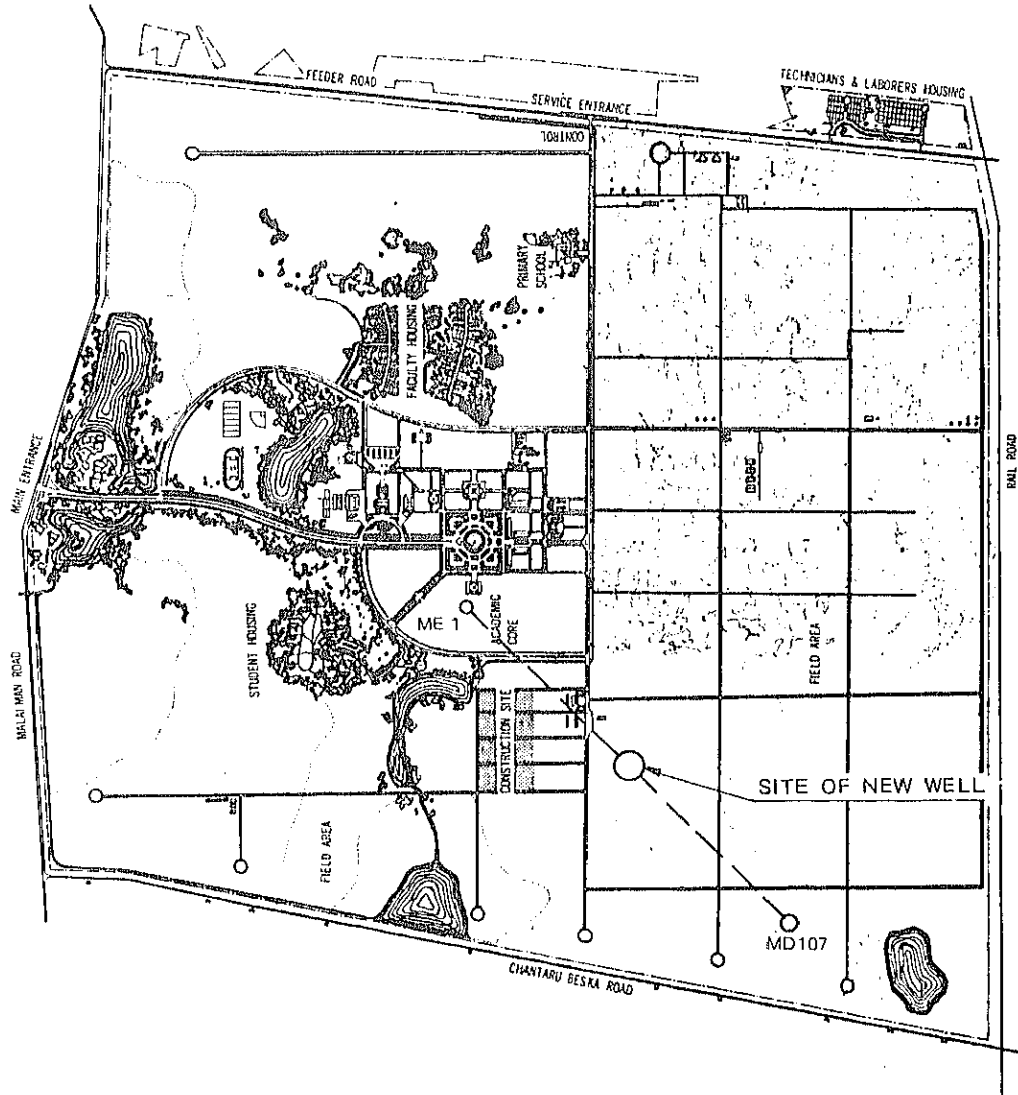 FEEDER ROAD
SERVICE ENTRANCE
TECHNICIANS & LABORERS HOUSING
CONTROL
PRIMARY
SCHOOL
FACULTY HOUSING
MAIN ENTRANCE
RAIL ROAD
ME 1
ACADEMIC
CORE
STUDENT HOUSING
FIELD AREA
MALAI MAN ROAD
CONSTRUCTION SITE
SITE OF NEW WELL
FIELD AREA
MD107
CHANTARU BESKA ROAD